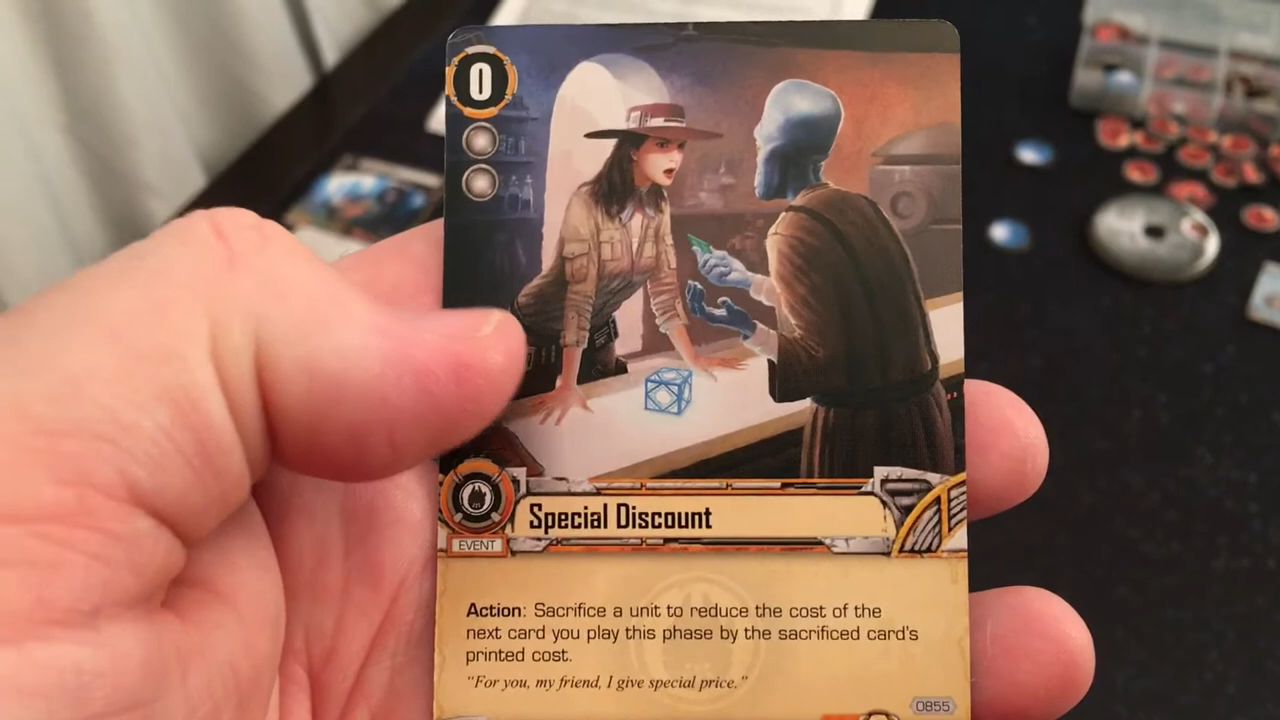 0
Special Discount
EVENT
Action: Sacrifice a unit to reduce the cost of the
next card you play this phase by the sacrificed card's
printed cost.
"For you, my friend, I give special price."
0855